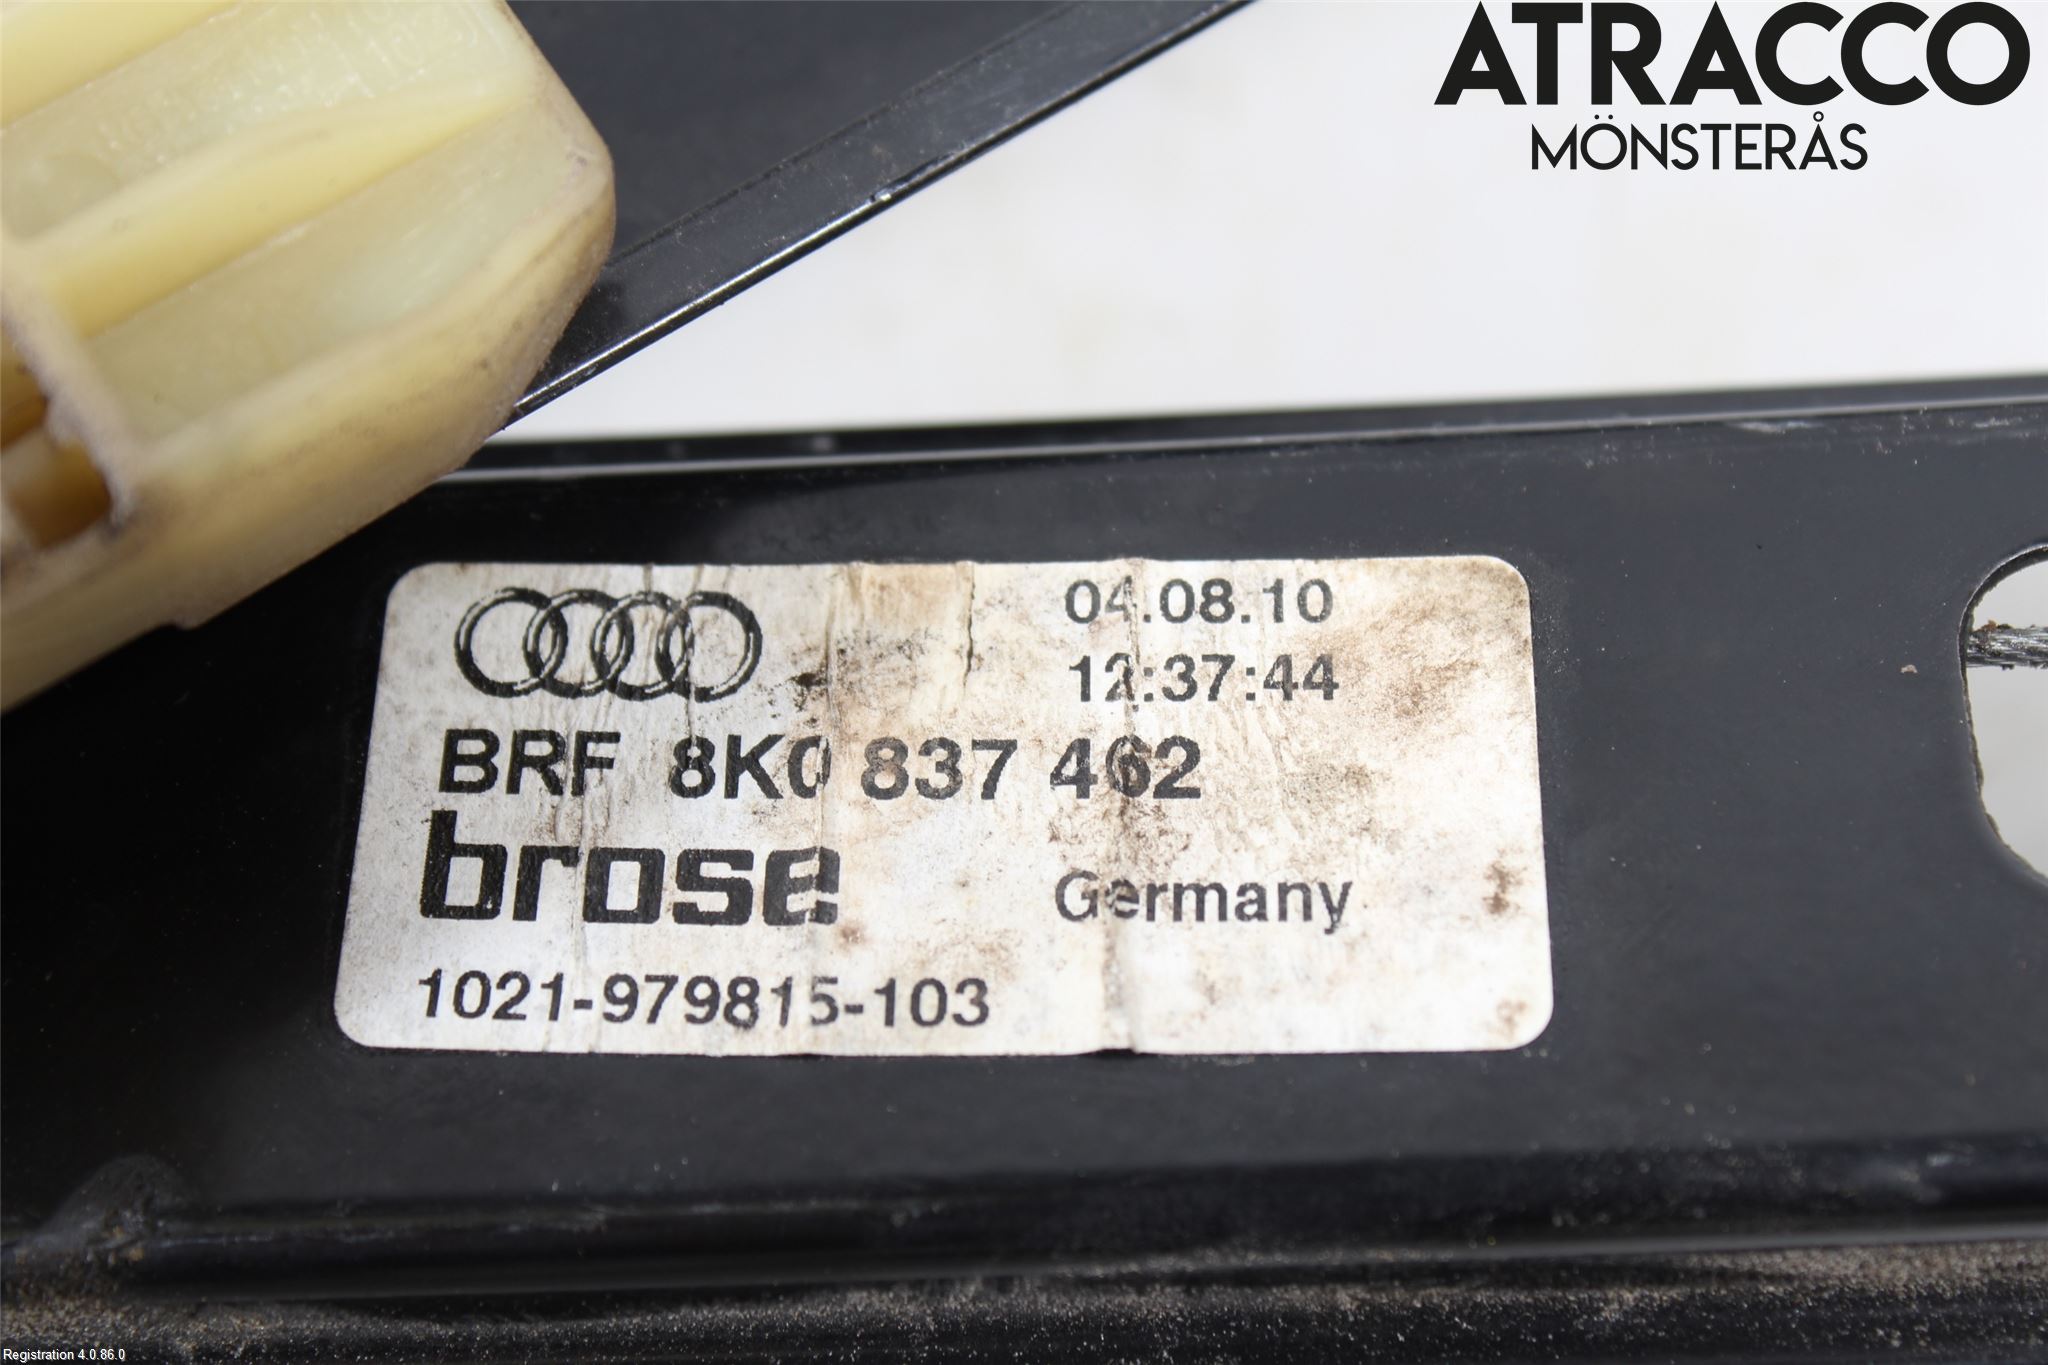 ATRACCO
MÖNSTERÅS
04.08.10
12:37:44
BRF 8K0 837 462
brose
Germany
1021-979815-103
Registration 4.0.86.0